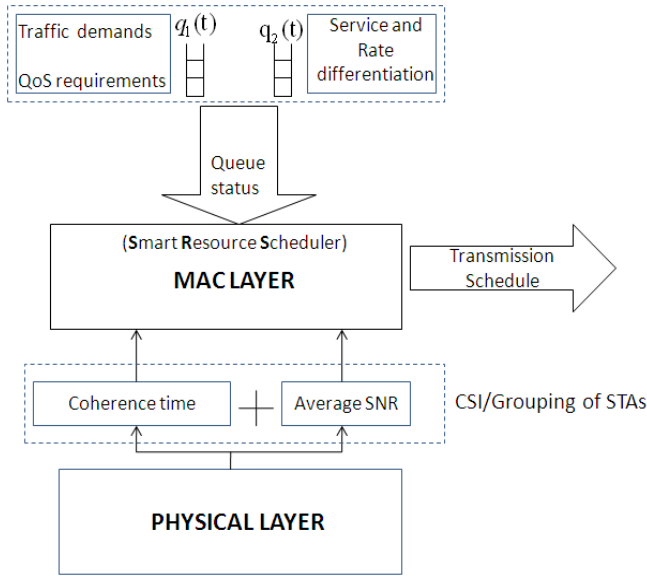 Traffic demands
QoS requirements
q₁(t)
q₂(t)
Service and
Rate
differentiation
Queue
status
(Smart Resource Scheduler)
MAC LAYER
Transmission
Schedule
Coherence time
+
Average SNR
CSI/Grouping of STAs
PHYSICAL LAYER